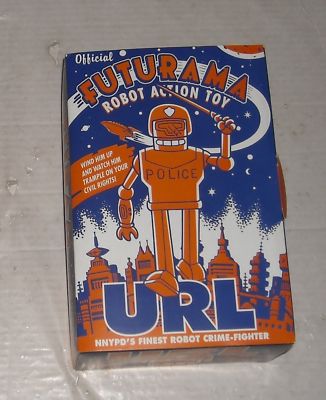 Official
FUTURAMA
ROBOT ACTION TOY
WIND HIM UP
AND WATCH HIM
TRAMPLE ON YOUR
CIVIL RIGHTS!
POLICE
URL
NNYPD'S FINEST ROBOT CRIME-FIGHTER